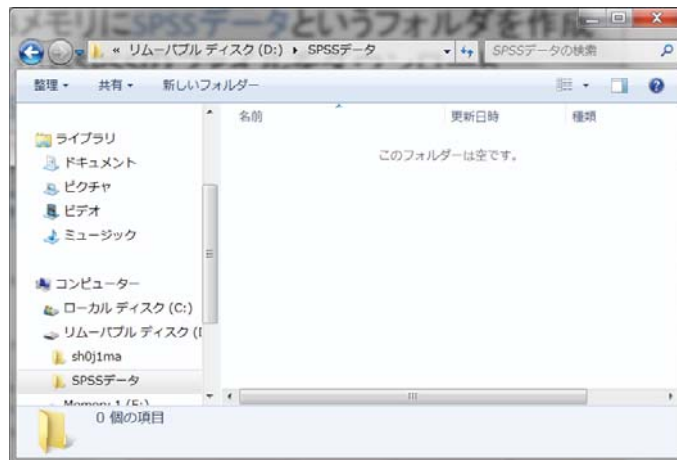 メモリにSPSSデータというフォルダを作成
« リムーバブル ディスク (D:) ▸ SPSSデータ
SPSSデータの検索
整理 共有 新しいフォルダー
名前 更新日時 種類
このフォルダーは空です。
ライブラリ
ドキュメント
ピクチャ
ビデオ
ミュージック
コンピューター
ローカル ディスク (C:)
リムーバブル ディスク (
sh0j1ma
SPSSデータ
Memory 1 (F:)
0 個の項目